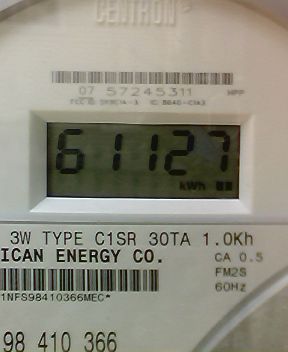 CENTRON
07 57245311 MPP
61127
kWh
3W TYPE C1SR 30TA 1.0Kh
ICAN ENERGY CO. CA 0.5
FM2S
60Hz
1NFS98410366MEC*
98 410 366